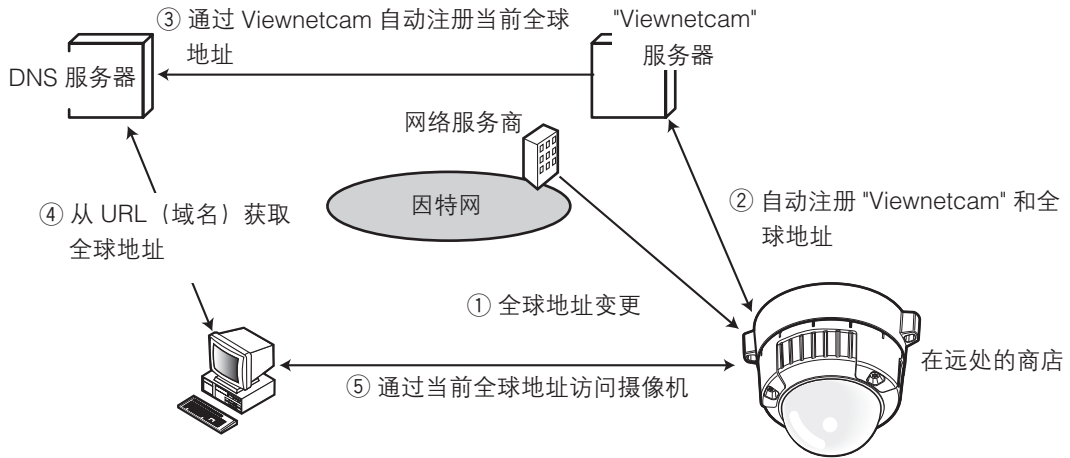 ③ 通过 Viewnetcam 自动注册当前全球
地址
"Viewnetcam"
服务器
DNS 服务器
网络服务商
因特网
② 自动注册 "Viewnetcam" 和全
球地址
④ 从 URL（域名）获取
全球地址
① 全球地址变更
在远处的商店
⑤ 通过当前全球地址访问摄像机